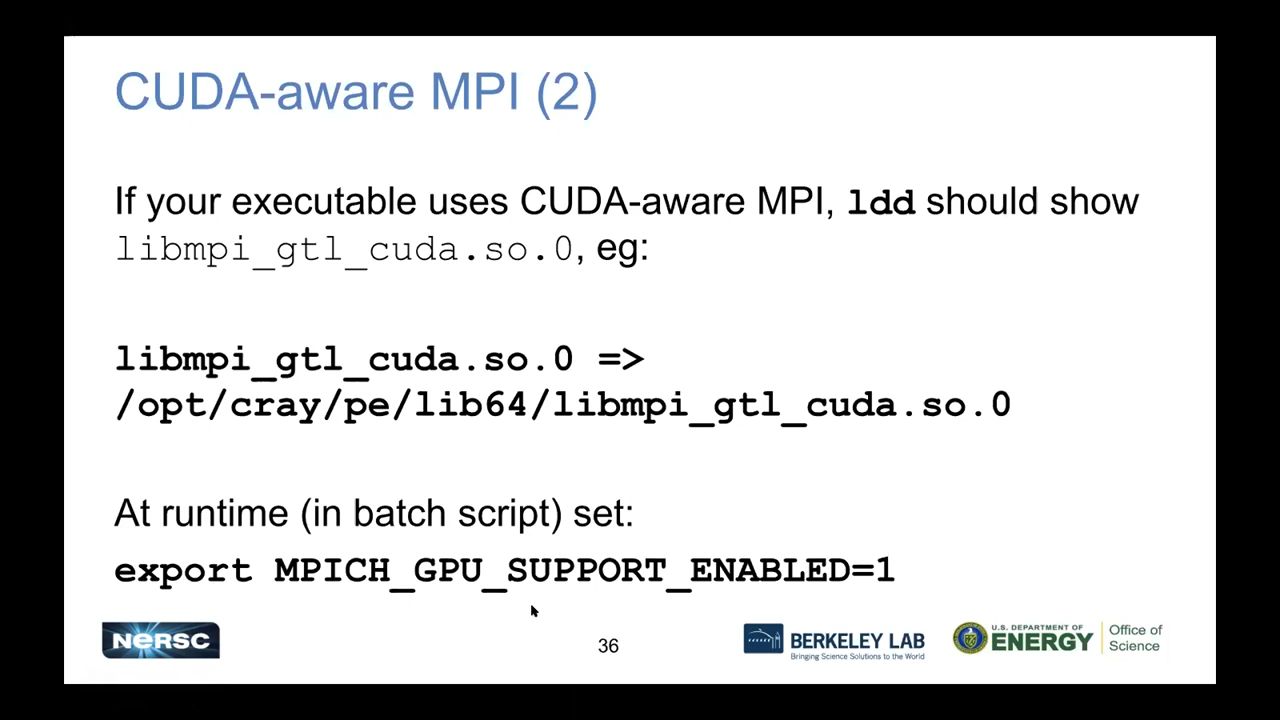 CUDA-aware MPI (2)
If your executable uses CUDA-aware MPI, ldd should show
libmpi_gtl_cuda.so.0, eg:
libmpi_gtl_cuda.so.0 =>
/opt/cray/pe/lib64/libmpi_gtl_cuda.so.0
At runtime (in batch script) set:
export MPICH_GPU_SUPPORT_ENABLED=1
NERSC
36
BERKELEY LAB
Bringing Science Solutions to the World
U.S. DEPARTMENT OF
ENERGY
Office of
Science